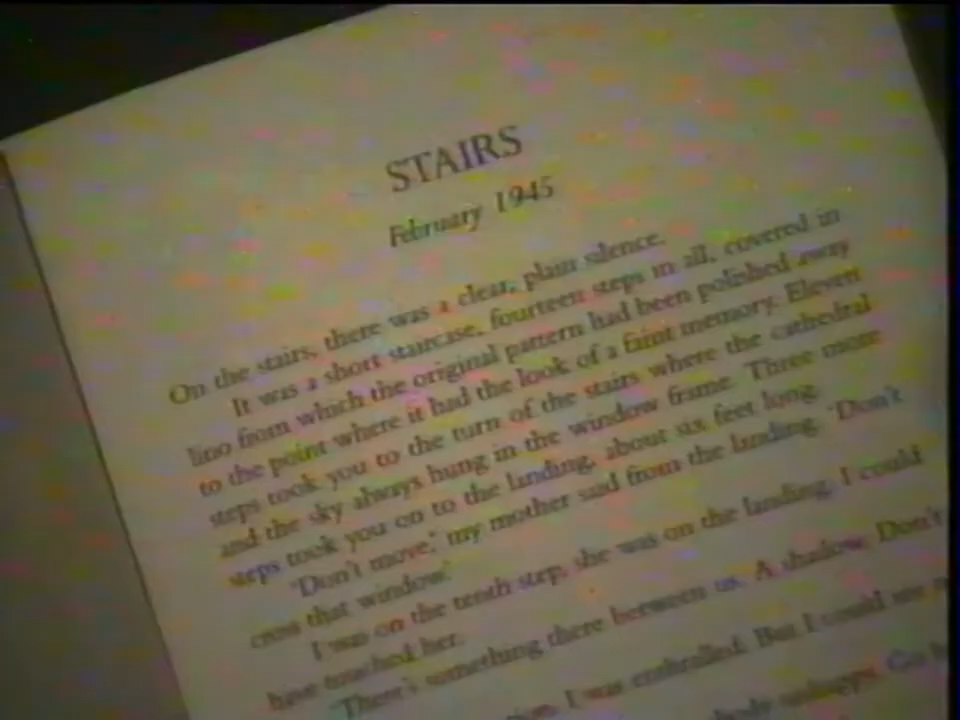 STAIRS
February 1945
On the stairs, there was a clear, plain silence.
It was a short staircase, fourteen steps in all, covered in
lino from which the original pattern had been polished away
to the point where it had the look of a faint memory. Eleven
steps took you to the turn of the stairs where the cathedral
and the sky always hung in the window frame. Three more
steps took you on to the landing, about six feet long.
'Don't move,' my mother said from the landing. 'Don't
cross that window.'
I was on the tenth step, she was on the landing. I could
have touched her.
'There's something there between us. A shadow. Don't
I was enthralled. But I could see